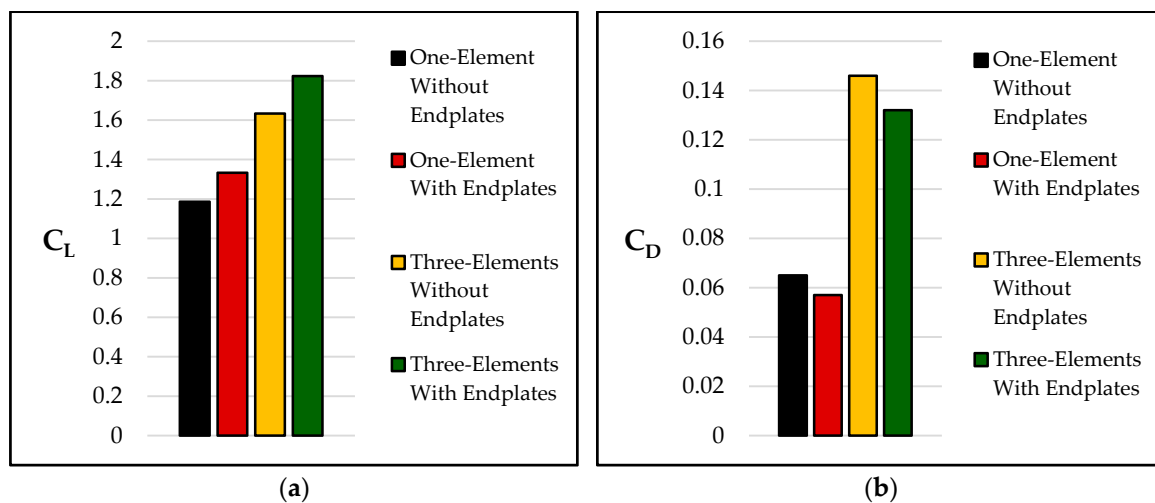 2
1.8
1.6
1.4
1.2
1
0.8
0.6
0.4
0.2
0
C_L
One-Element
Without
Endplates
One-Element
With Endplates
Three-Elements
Without
Endplates
Three-Elements
With Endplates
(a)
0.16
0.14
0.12
0.1
0.08
0.06
0.04
0.02
0
C_D
One-Element
Without
Endplates
One-Element
With Endplates
Three-Elements
Without
Endplates
Three-Elements
With Endplates
(b)